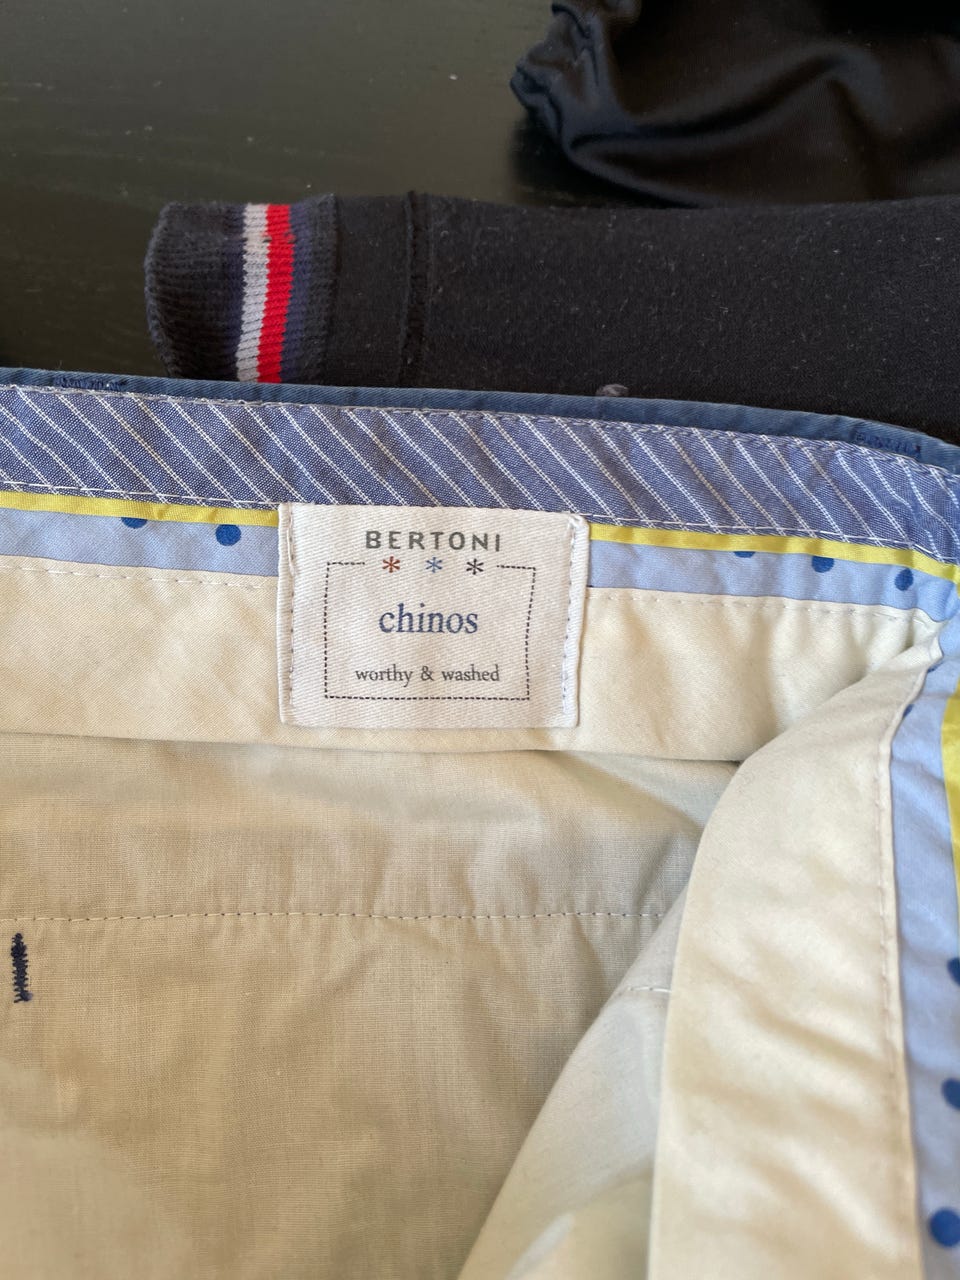 BERTONI
* * *
chinos
worthy & washed